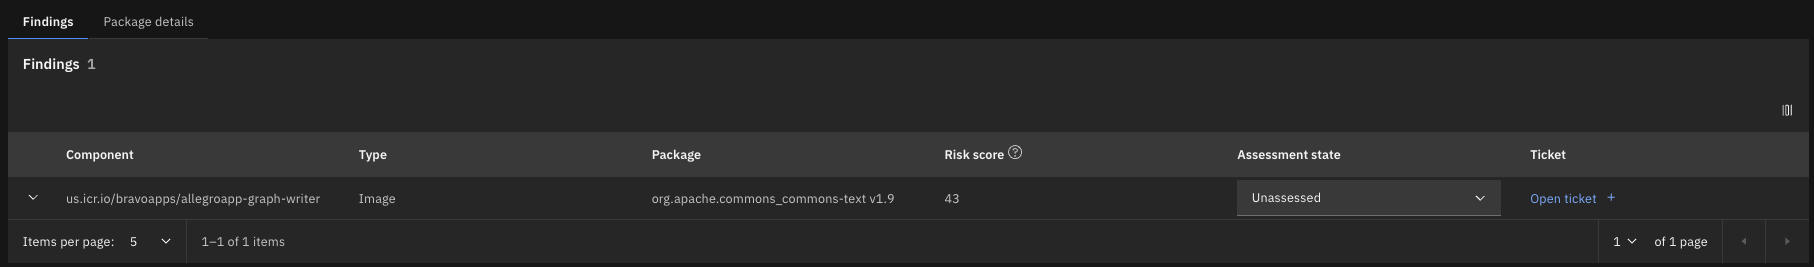 Findings Package details
Findings 1
Component Type Package Risk score Assessment state Ticket
us.icr.io/bravoapps/allegroapp-graph-writer Image org.apache.commons_commons-text v1.9 43 Unassessed Open ticket +
Items per page: 5 1–1 of 1 items 1 of 1 page